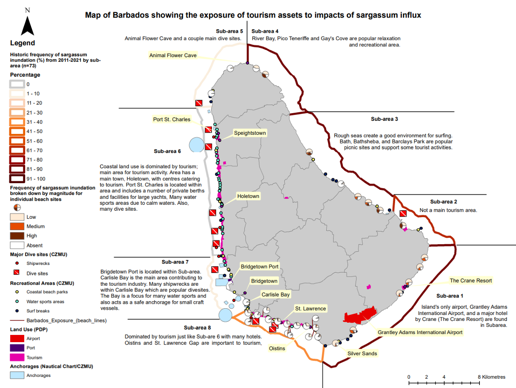 Map of Barbados showing the exposure of tourism assets to impacts of sargassum influx
N
Legend
Historic frequency of sargassum
inundation (%) from 2011-2021 by sub-
area (n=73)
Percentage
0
1 - 10
11 - 20
21 - 30
31 - 40
41 - 50
51 - 60
61 - 70
71 - 80
81 - 90
91 - 100
Frequency of sargassum inundation
broken down by magnitude for
individual beach sites
Low
Medium
High
Absent
Major Dive sites (CZMU)
Shipwrecks
Dive sites
Recreational Areas (CZMU)
Coastal beach parks
Water sports areas
Surf breaks
Barbados_Exposure (beach_lines)
Land Use (PDP)
Airport
Port
Tourism
Anchorages (Nautical Chart/CZMU)
Anchorages
Sub-area 5
Animal Flower Cave and a couple main dive sites.
Sub-area 4
River Bay, Pico Teneriffe and Gay's Cove are popular relaxation
and recreational area.
Animal Flower Cave
Port St. Charles
Speightstown
Sub-area 3
Rough seas create a good environment for surfing.
Bath, Bathsheba, and Barclays Park are popular
picnic sites and support some tourism activities.
Sub-area 6
Coastal land use is dominated by tourism;
main area for tourism activity. Area has a
main town, Holetown, with centres catering
to tourism. Port St. Charles is located within
area and includes a number of private berths
and facilities for large yachts. Many water
sports areas due to calm waters. Also,
many dive sites.
Holetown
Sub-area 2
Not a main tourism area.
Sub-area 7
Bridgetown Port is located within Sub-area.
Carlisle Bay is the main area contributing to
the tourism industry. Many shipwrecks are
within Carlisle Bay which are popular divesites.
The Bay is a focus for many water sports and
also acts as a safe anchorage for small craft
vessels.
Bridgetown Port
Bridgetown
Carlisle Bay
The Crane Resort
Sub-area 1
Island's only airport, Grantley Adams
International Airport, and a major hotel
by Crane (The Crane Resort) are found
in Subarea.
St. Lawrence
Sub-area 8
Dominated by tourism just like Sub-area 6 with many hotels.
Oistins and St. Lawrence Gap are important to tourism,
Oistins
Grantley Adams International Airport
Silver Sands
0 2 4 8 Kilometres